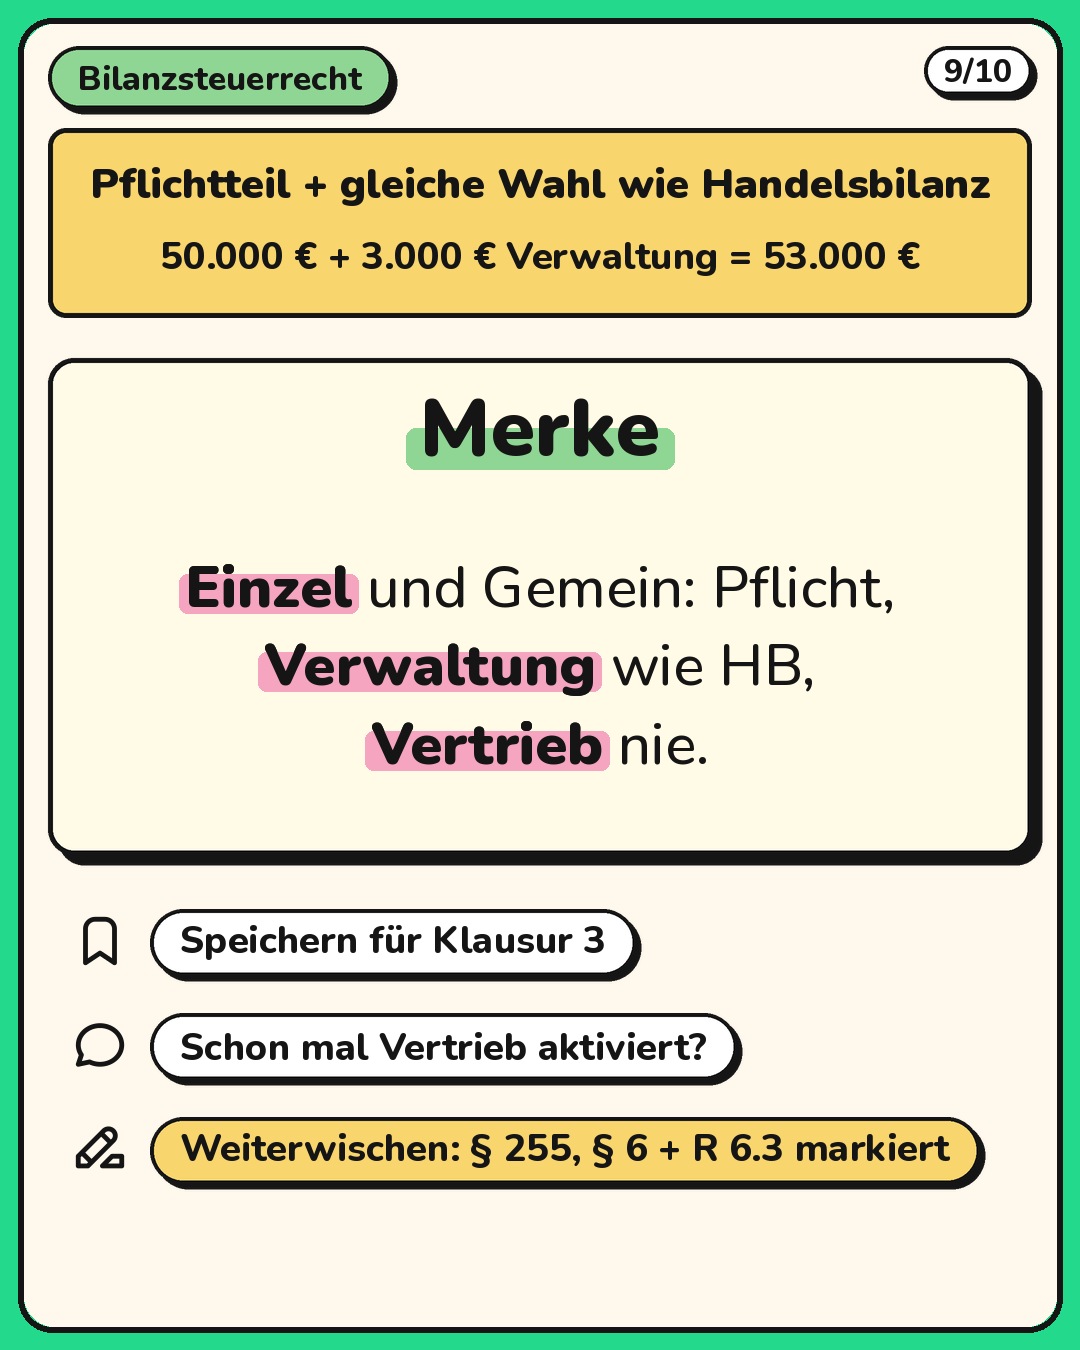 Bilanzsteuerrecht
9/10
Pflichtteil + gleiche Wahl wie Handelsbilanz
50.000 € + 3.000 € Verwaltung = 53.000 €
Merke
Einzel und Gemein: Pflicht,
Verwaltung wie HB,
Vertrieb nie.
Speichern für Klausur 3
Schon mal Vertrieb aktiviert?
Weiterwischen: § 255, § 6 + R 6.3 markiert